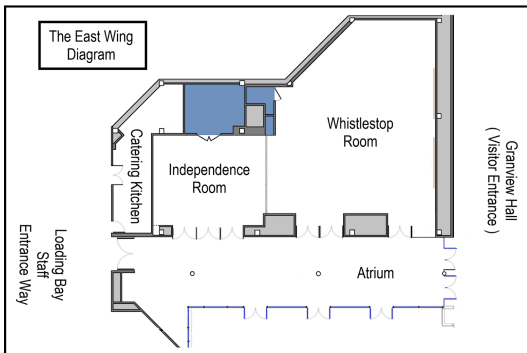 The East Wing
Diagram
Whistlestop
Room
Granview Hall
( Visitor Entrance )
Catering Kitchen
Independence
Room
Loading Bay
Staff
Entrance Way
Atrium